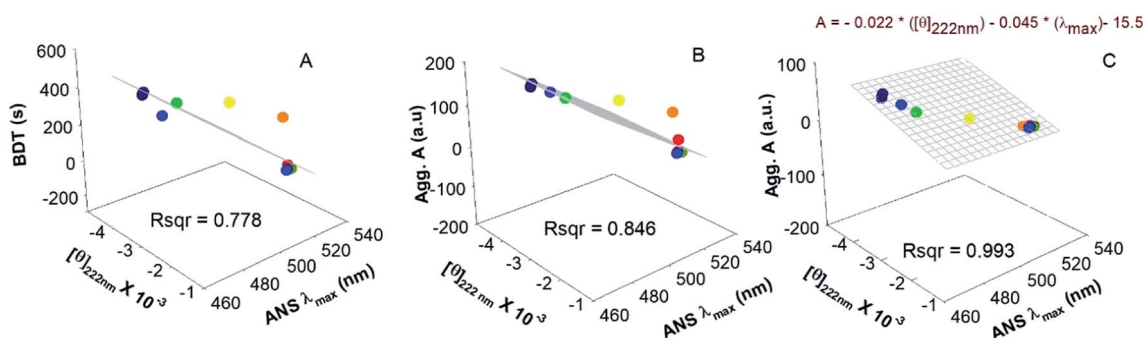 A = - 0.022 * ([θ]222nm) - 0.045 * (λmax)- 15.5
A
BDT (s)
600
400
200
0
-200
-4
-3
-2
-1
[θ]222nm X 10-3
460
480
500
520
540
ANS λmax (nm)
Rsqr = 0.778
B
Agg. A (a.u)
200
100
0
-100
-200
-4
-3
-2
-1
[θ]222 nm X 10-3
460
480
500
520
540
ANS λmax (nm)
Rsqr = 0.846
C
Agg. A (a.u.)
100
0
-100
-200
-4
-3
-2
-1
[θ]222nm X 10-3
460
480
500
520
540
ANS λmax (nm)
Rsqr = 0.993